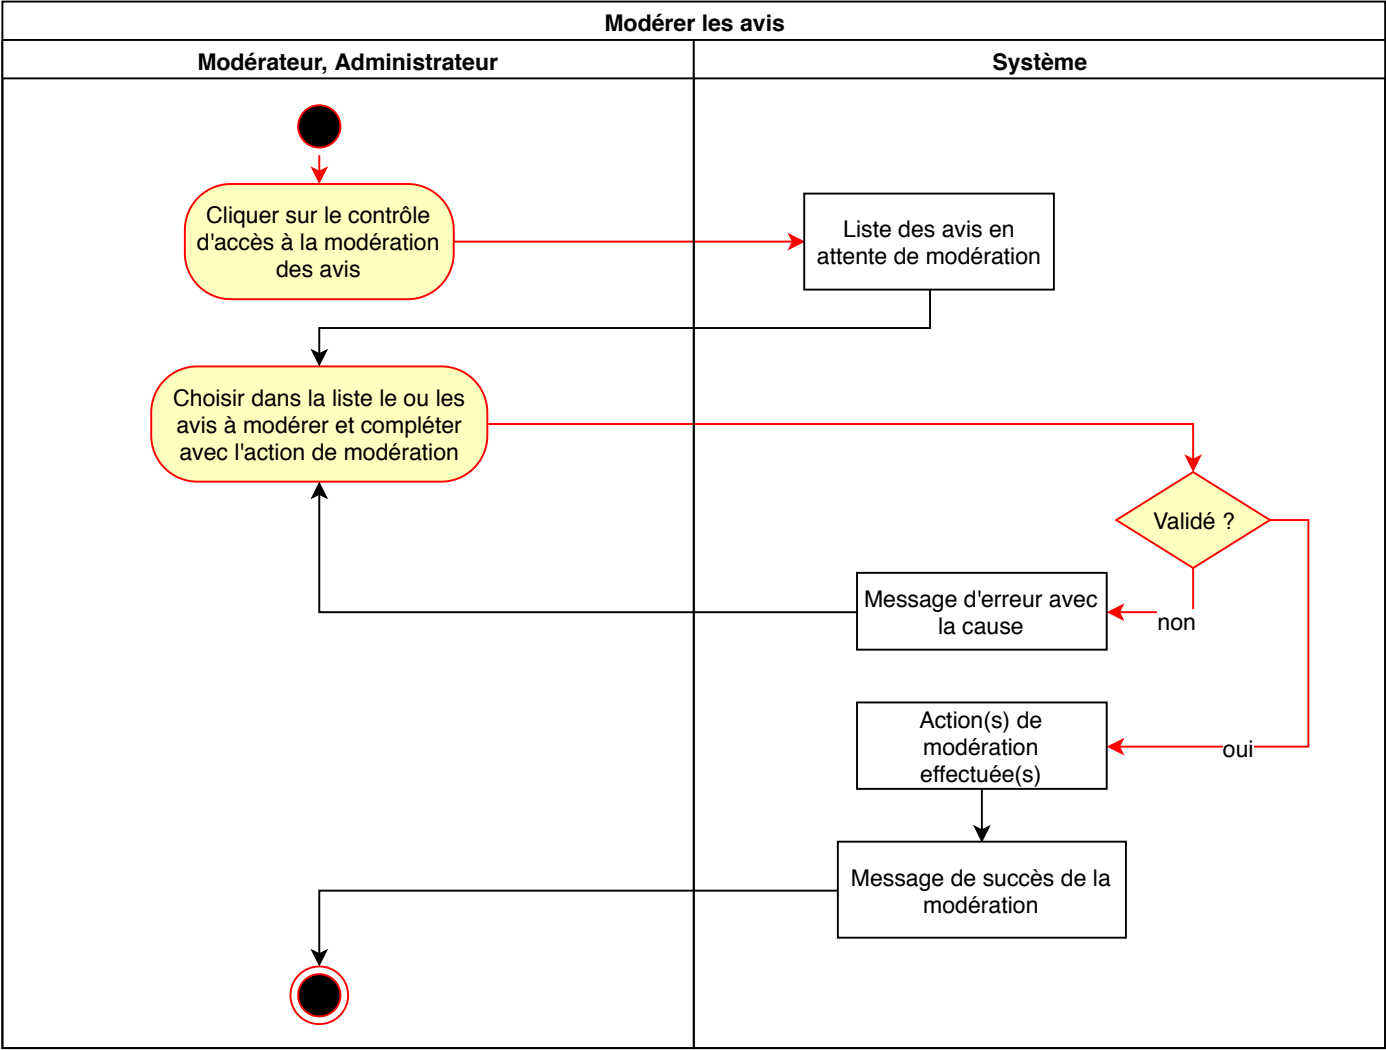 Modérer les avis
Modérateur, Administrateur
Système
Cliquer sur le contrôle
d'accès à la modération
des avis
Liste des avis en
attente de modération
Choisir dans la liste le ou les
avis à modérer et compléter
avec l'action de modération
Validé ?
Message d'erreur avec
la cause
non
Action(s) de
modération
effectuée(s)
oui
Message de succès de la
modération